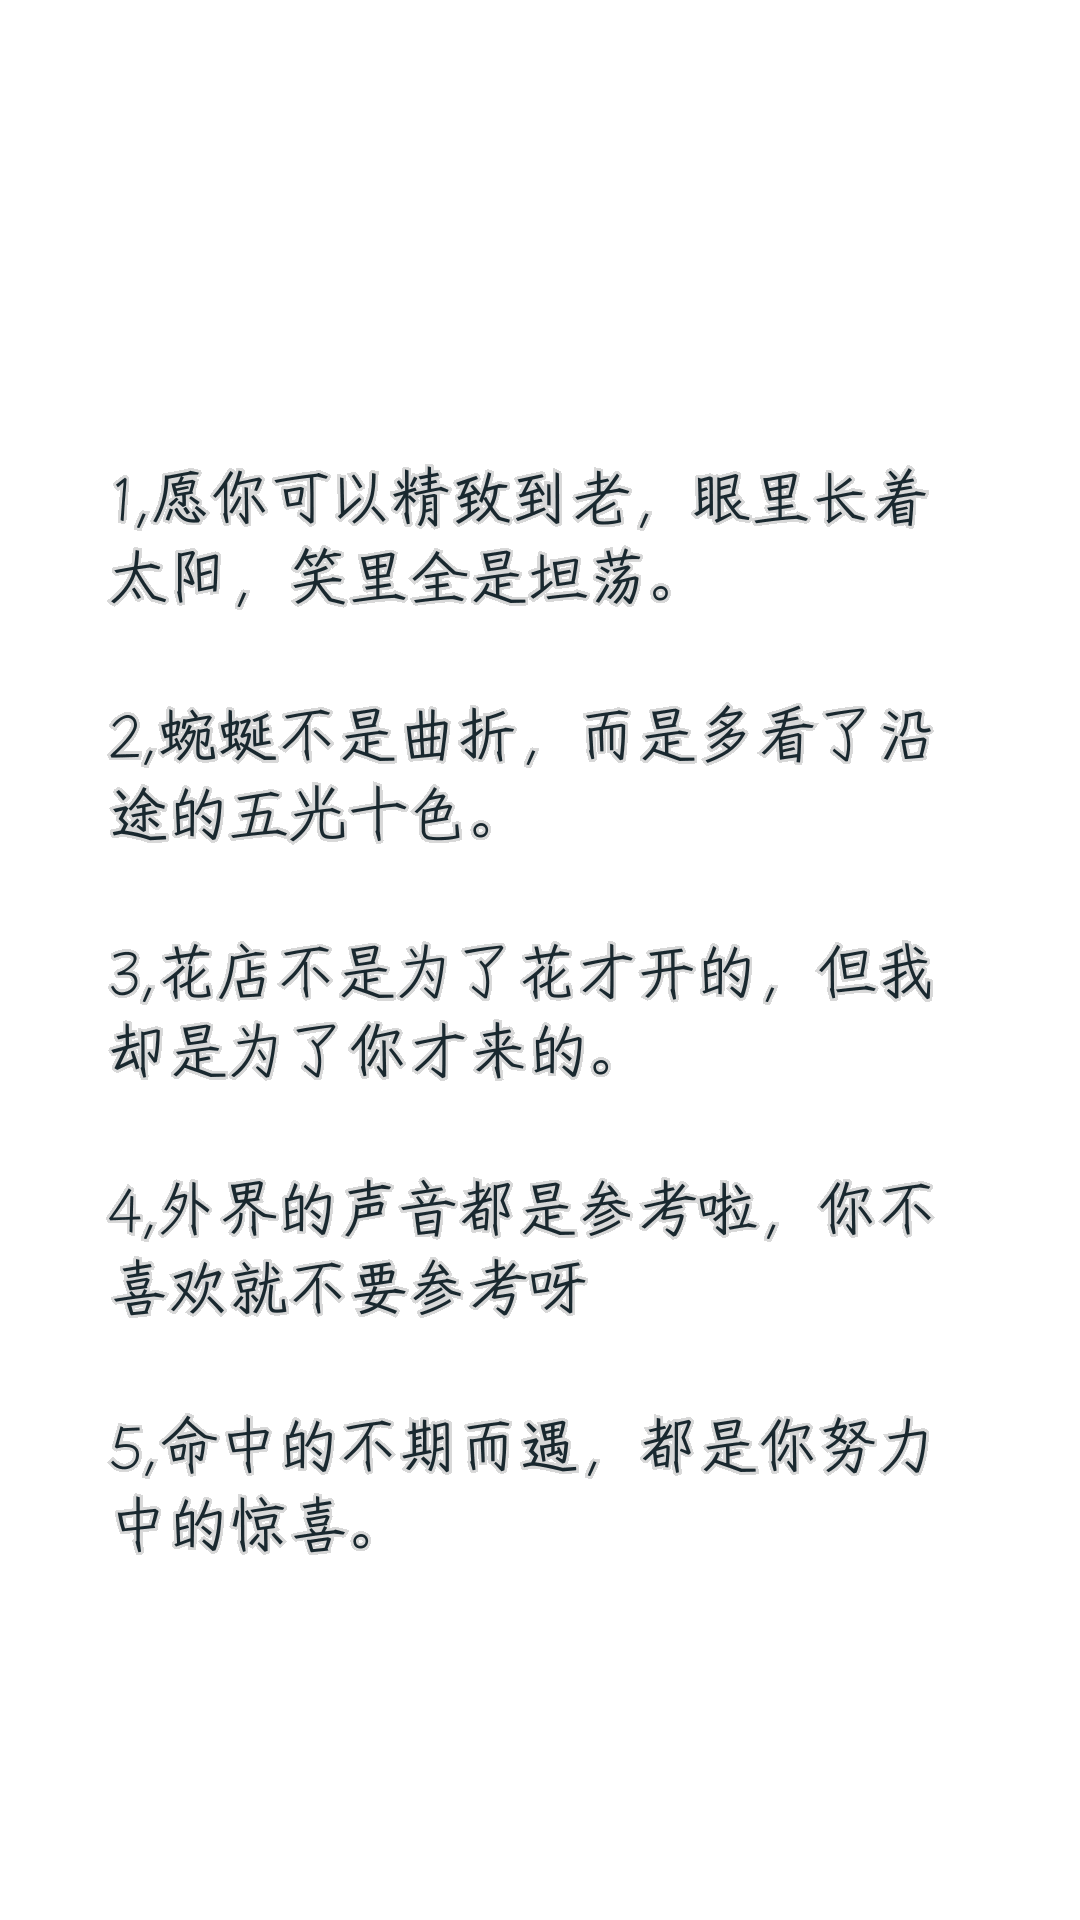 1,愿你可以精致到老，眼里长着
太阳，笑里全是坦荡。
2,蜿蜒不是曲折，而是多看了沿
途的五光十色。
3,花店不是为了花才开的，但我
却是为了你才来的。
4,外界的声音都是参考啦，你不
喜欢就不要参考呀
5,命中的不期而遇，都是你努力
中的惊喜。